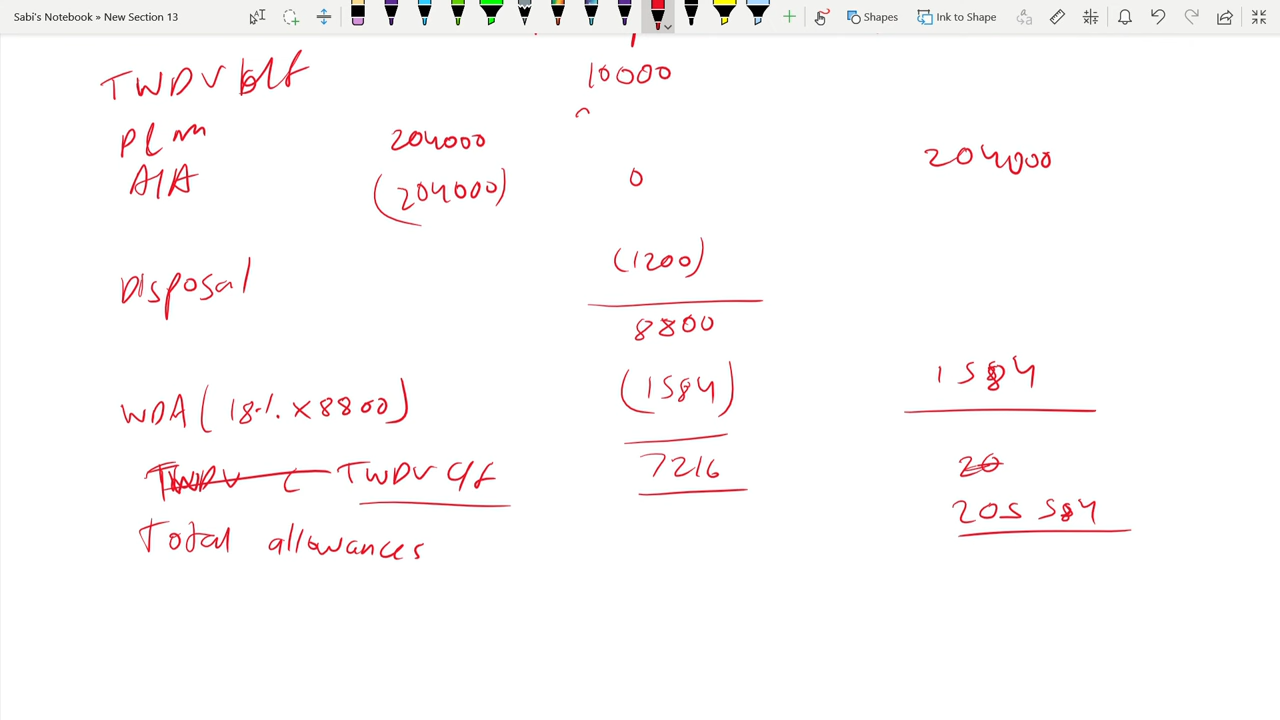 Sabi's Notebook » New Section 13
Shapes
Ink to Shape
TWDV b/f 10000
P & M 204000 204000
AIA (204000) 0
Disposal (1200)
8800
WDA (18% × 8800) (1584) 1584
TWDV C TWDV C/f 7216 20
205 584
Total allowances